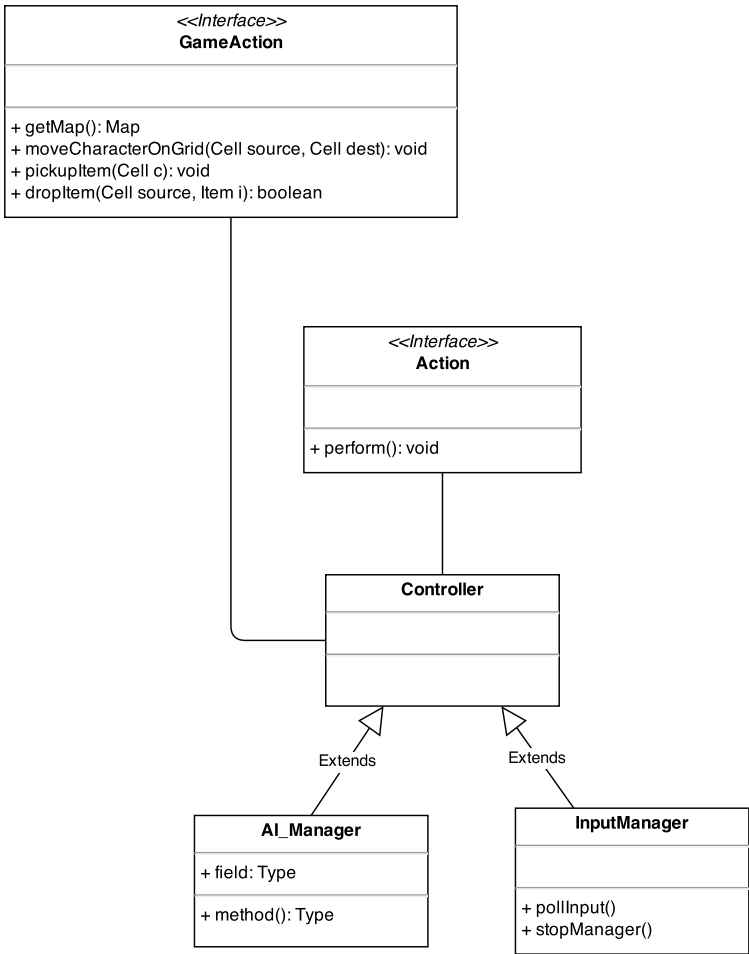 <<Interface>>
GameAction
+ getMap(): Map
+ moveCharacterOnGrid(Cell source, Cell dest): void
+ pickupItem(Cell c): void
+ dropItem(Cell source, Item i): boolean
<<Interface>>
Action
+ perform(): void
Controller
Extends
Extends
AI_Manager
+ field: Type
+ method(): Type
InputManager
+ pollInput()
+ stopManager()